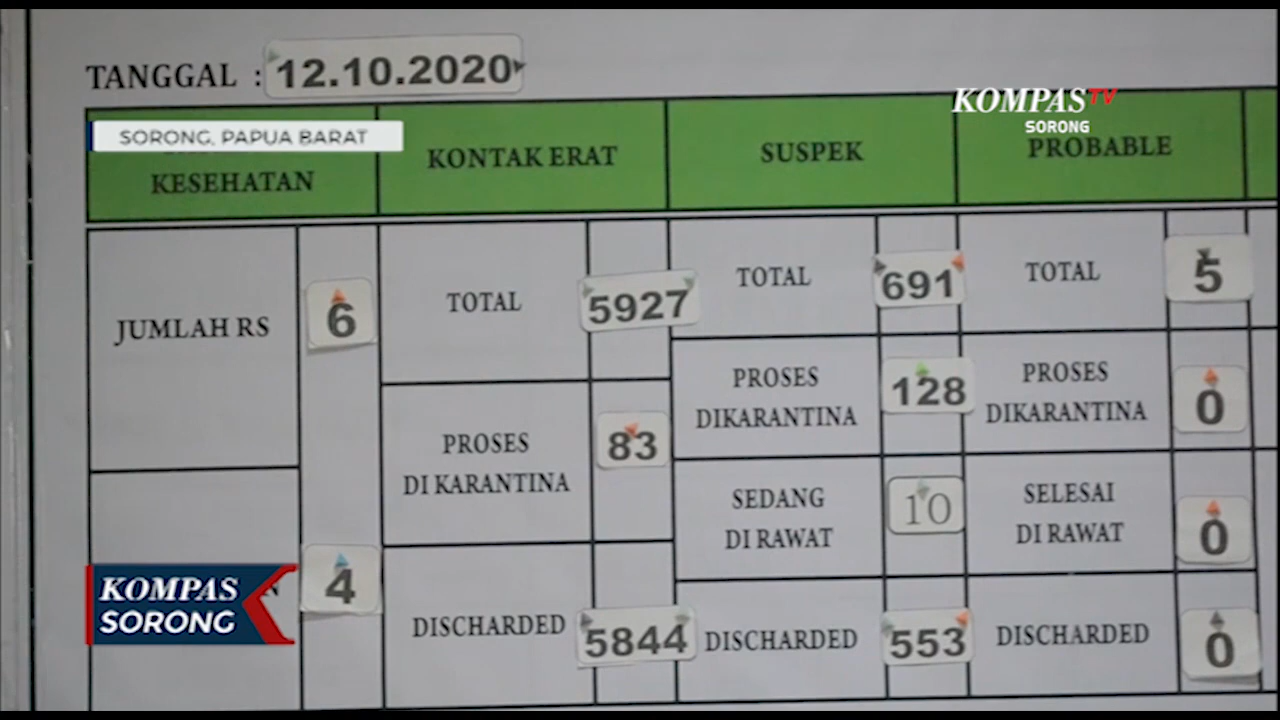 TANGGAL : 12.10.2020
KOMPAS TV
SORONG
SORONG, PAPUA BARAT
KESEHATAN
KONTAK ERAT
SUSPEK
PROBABLE
JUMLAH RS
6
4
TOTAL
5927
PROSES
DI KARANTINA
83
DISCHARDED
5844
TOTAL
691
PROSES
DIKARANTINA
128
SEDANG
DI RAWAT
10
DISCHARDED
553
TOTAL
5
PROSES
DIKARANTINA
0
SELESAI
DI RAWAT
0
DISCHARDED
0
KOMPAS
SORONG